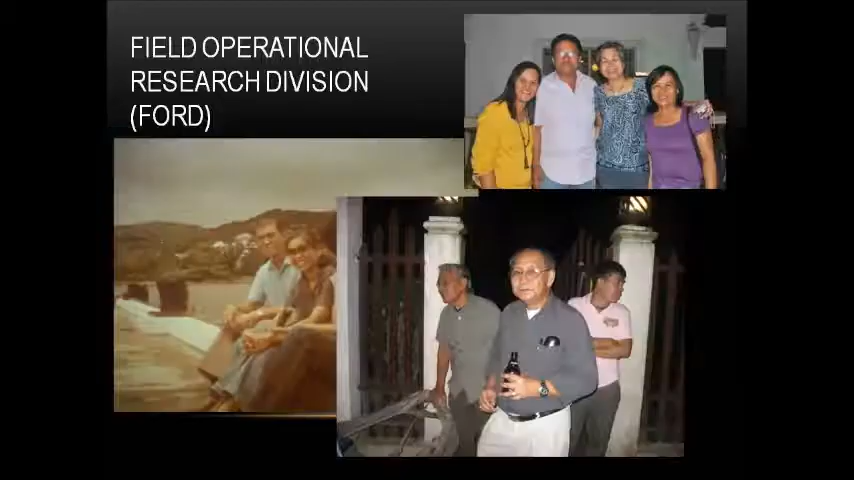 FIELD OPERATIONAL
RESEARCH DIVISION
(FORD)